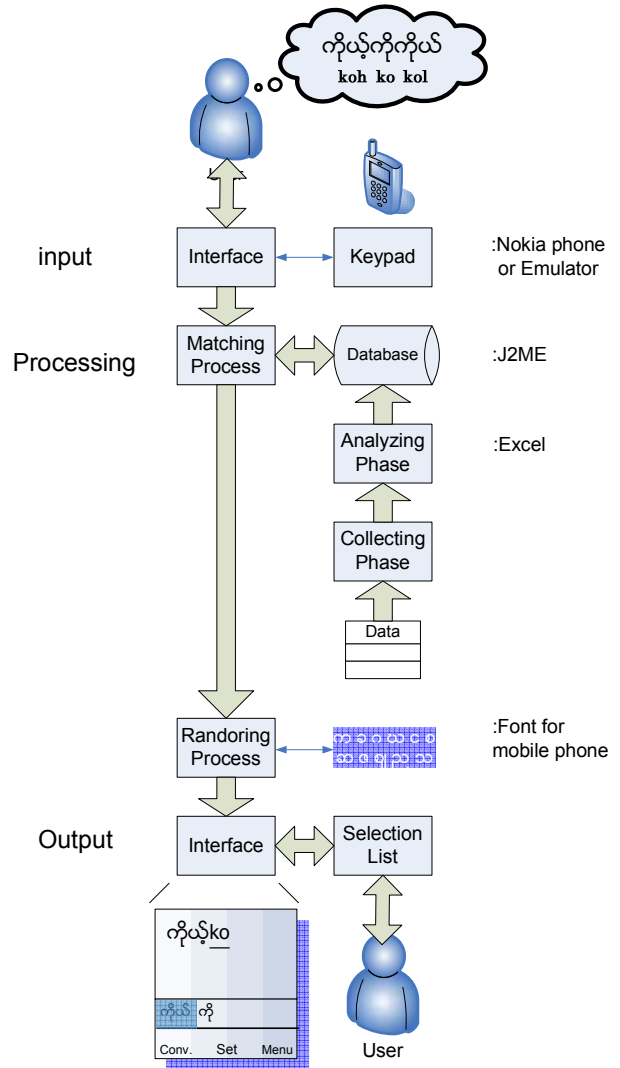 ကိုယ့်ကိုကိုယ်
koh ko kol
input
Interface
Keypad
:Nokia phone
or Emulator
Processing
Matching
Process
Database
:J2ME
Analyzing
Phase
:Excel
Collecting
Phase
Data
Randoring
Process
:Font for
mobile phone
Output
Interface
Selection
List
ကိုယ့်ko
ကိုယ် ကို
Conv. Set Menu
User